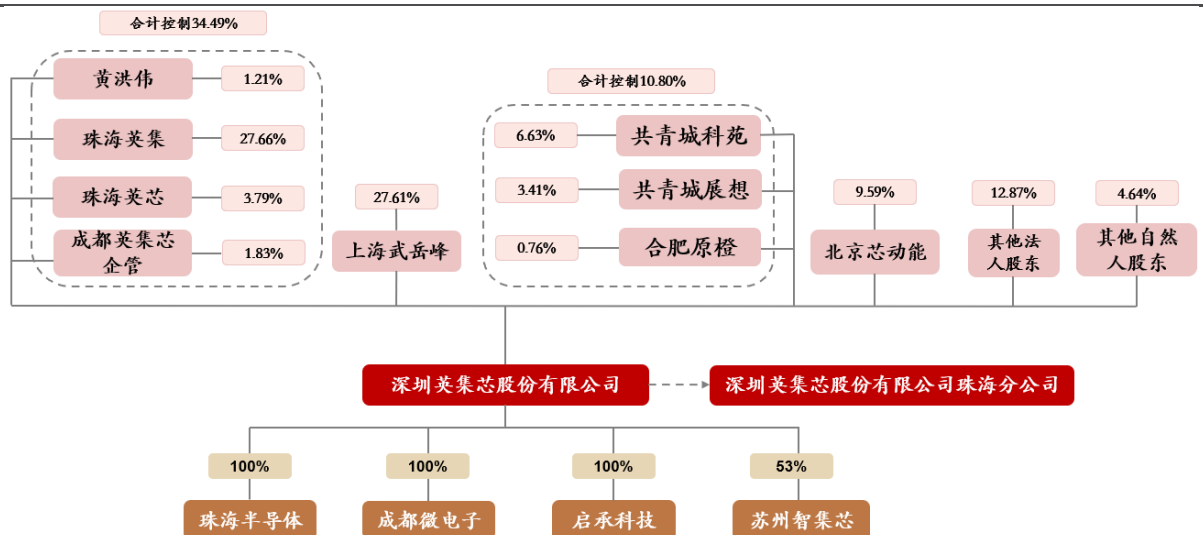 合计控制34.49%
黄洪伟
1.21%
珠海英集
27.66%
珠海英芯
3.79%
成都英集芯
企管
1.83%
27.61%
上海武岳峰
合计控制10.80%
6.63%
共青城科苑
3.41%
共青城展想
0.76%
合肥原橙
9.59%
北京芯动能
12.87%
其他法
人股东
4.64%
其他自然
人股东
深圳英集芯股份有限公司
深圳英集芯股份有限公司珠海分公司
100%
100%
100%
53%
珠海半导体
成都微电子
启承科技
苏州智集芯